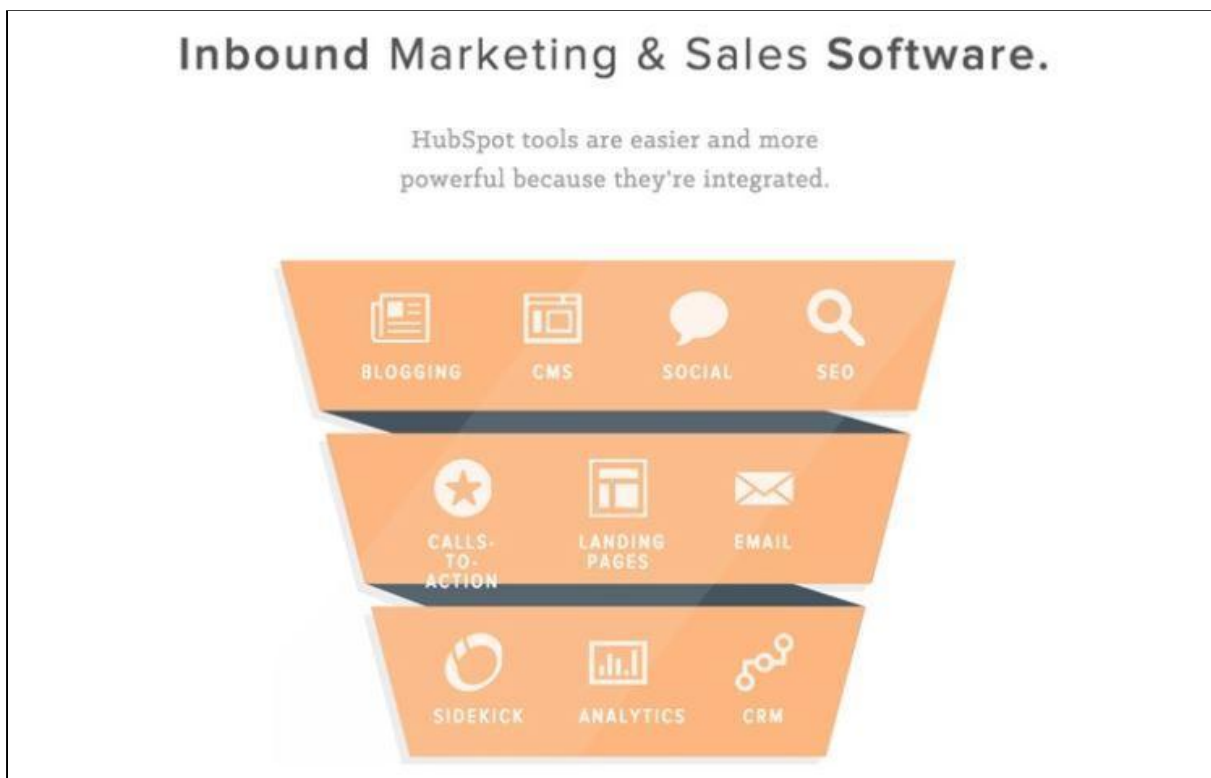 Inbound Marketing & Sales Software.
HubSpot tools are easier and more
powerful because they're integrated.
BLOGGING CMS SOCIAL SEO
CALLS- LANDING EMAIL
TO- PAGES
ACTION
SIDEKICK ANALYTICS CRM